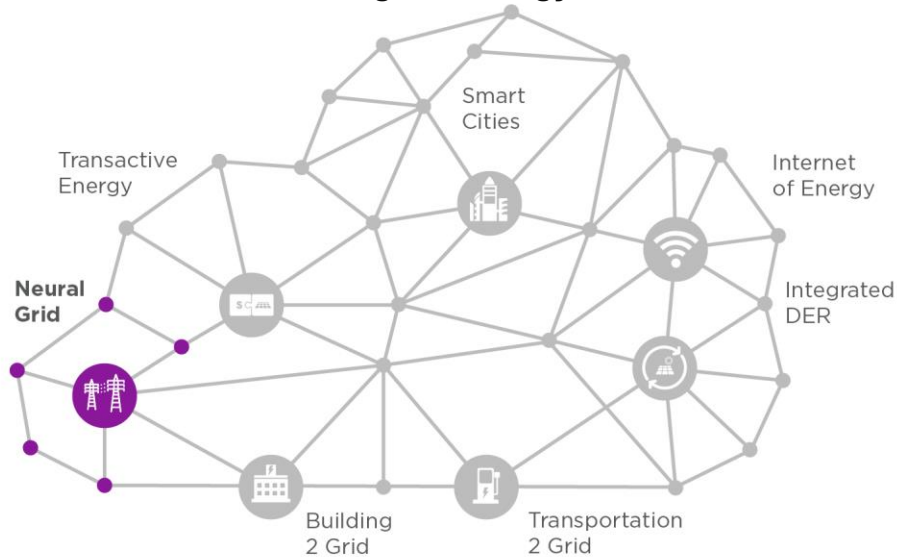 Smart
Cities
Transactive
Energy
Internet
of Energy
Neural
Grid
Integrated
DER
Building
2 Grid
Transportation
2 Grid